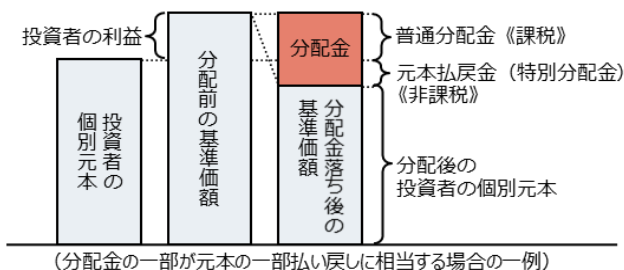 投資者の利益
投資者の
個別元本
分配前の基準価額
分配金
分配金落ち後の
基準価額
普通分配金《課税》
元本払戻金（特別分配金）
《非課税》
分配後の
投資者の個別元本
（分配金の一部が元本の一部払い戻しに相当する場合の一例）